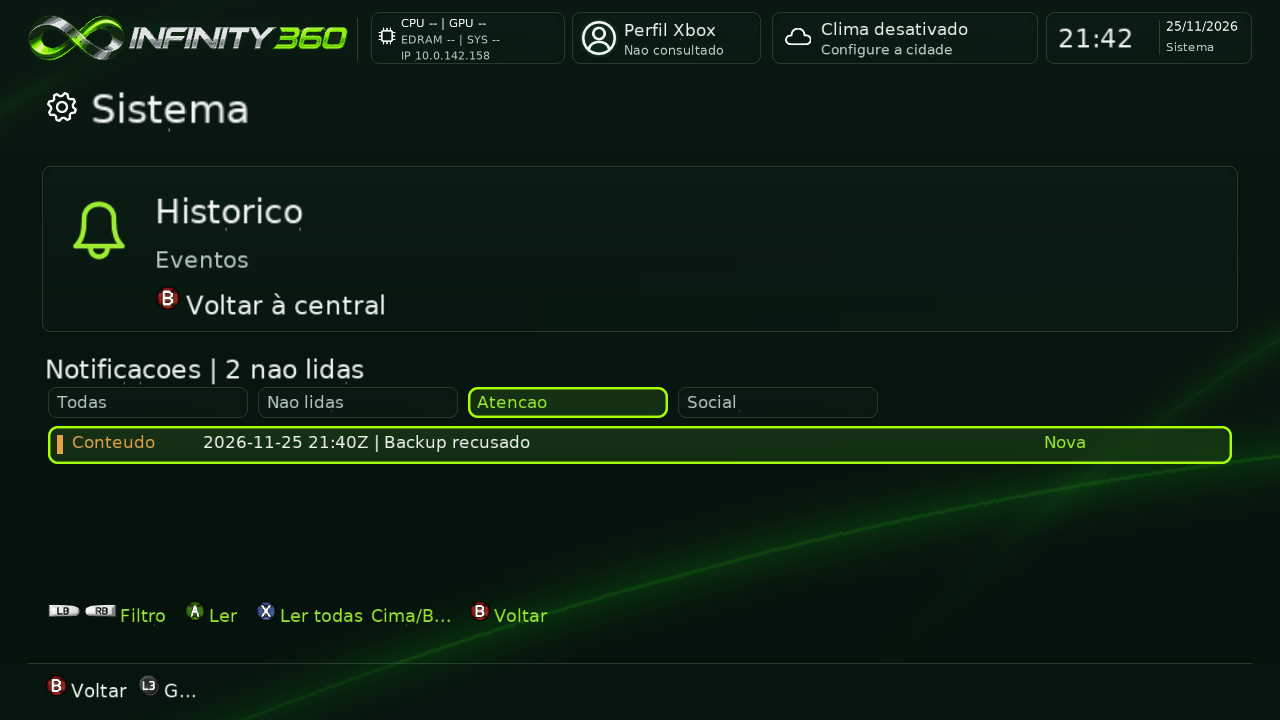 INFINITY360
CPU -- | GPU --
EDRAM -- | SYS --
IP 10.0.142.158
Perfil Xbox
Nao consultado
Clima desativado
Configure a cidade
21:42
25/11/2026
Sistema
Sistema
Historico
Eventos
B Voltar à central
Notificacoes | 2 nao lidas
Todas
Nao lidas
Atencao
Social
Conteudo 2026-11-25 21:40Z | Backup recusado Nova
LB RB Filtro A Ler X Ler todas Cima/B... B Voltar
B Voltar L3 G...